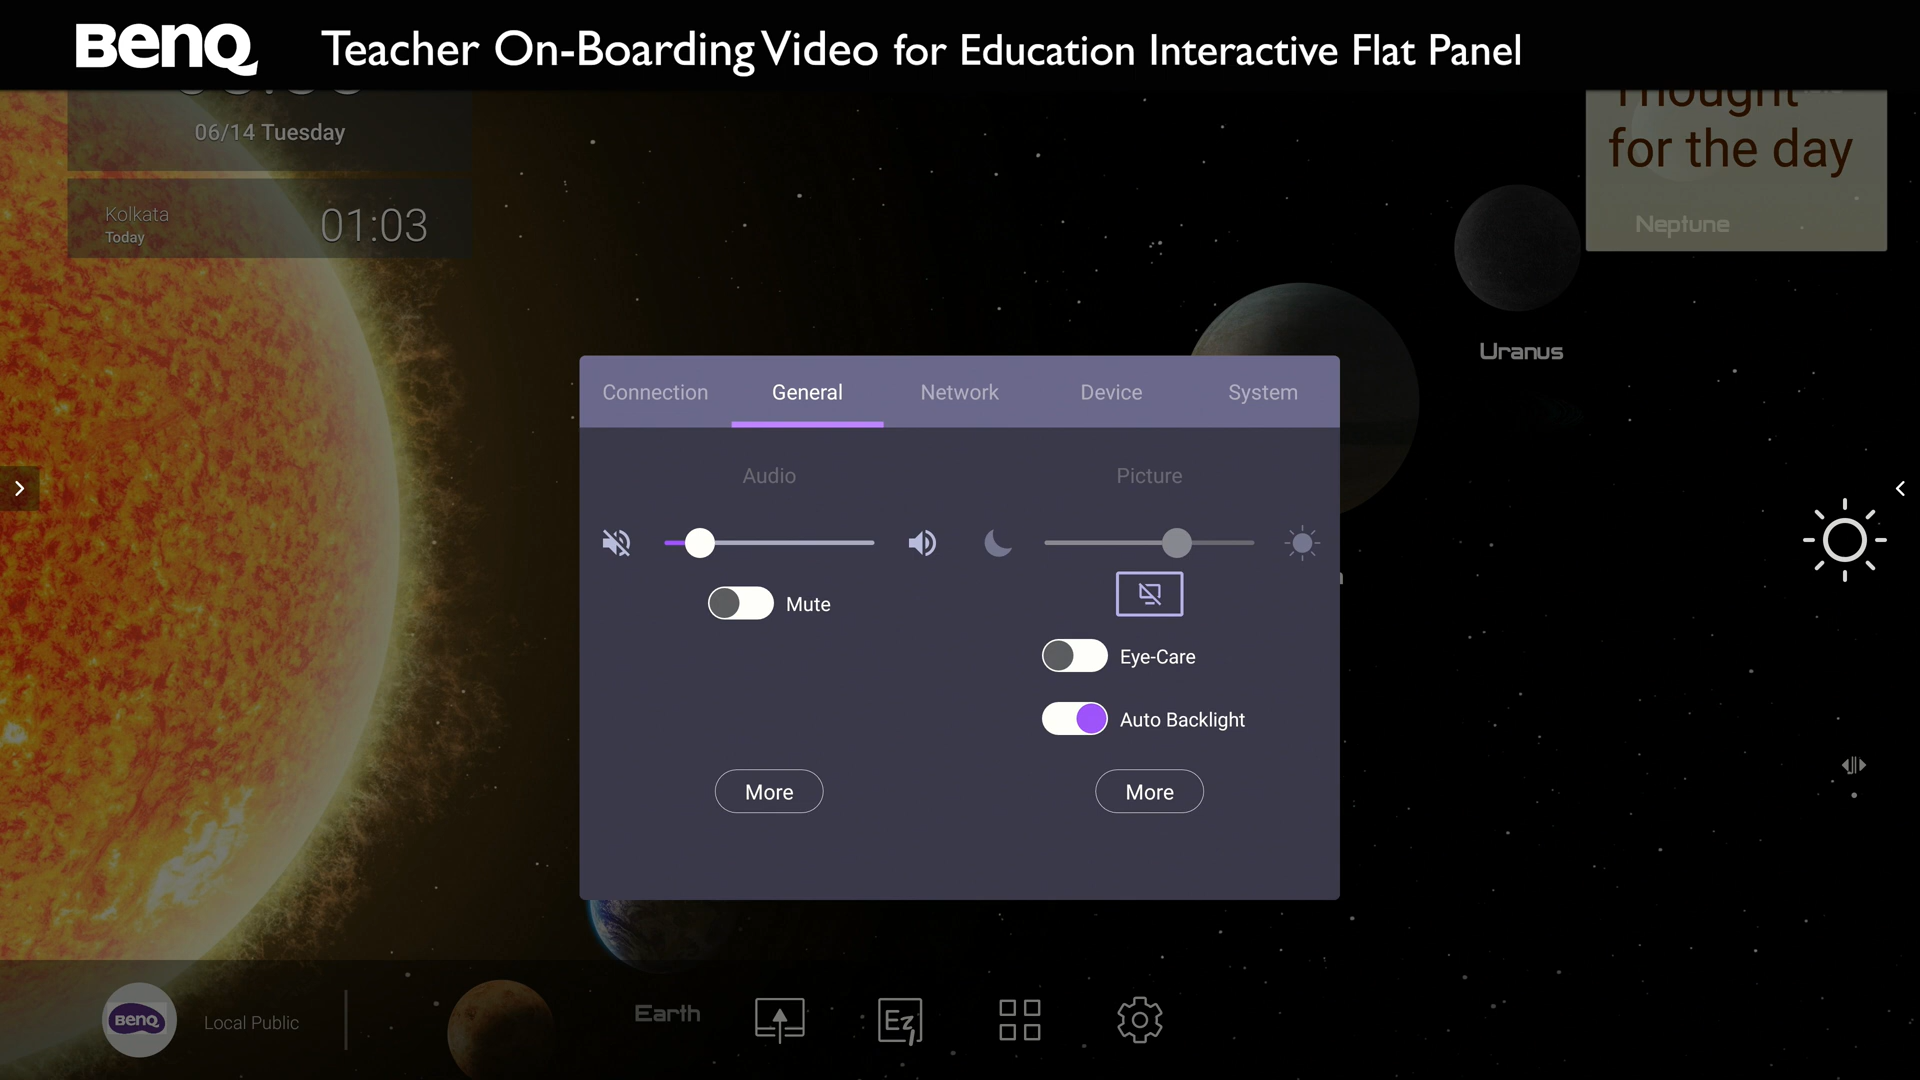 BenQ
Teacher On-Boarding Video for Education Interactive Flat Panel
06/14 Tuesday
Thought
for the day
Kolkata
Today
01:03
Neptune
Uranus
Connection
General
Network
Device
System
Audio
Picture
Mute
Eye-Care
Auto Backlight
More
More
BenQ
Local Public
Earth
EZ